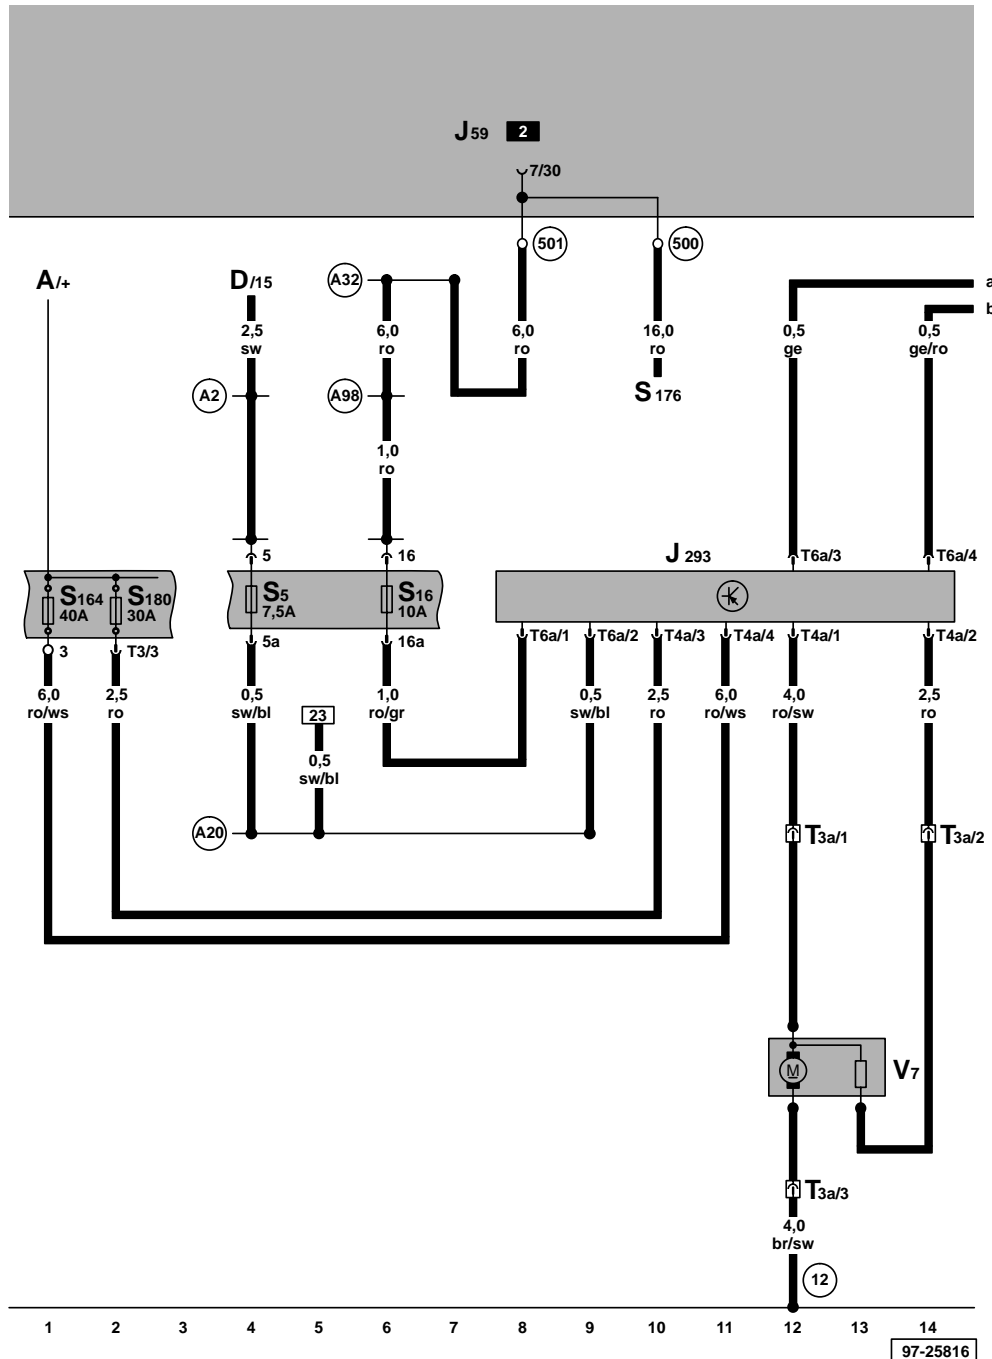 J59 2
7/30
501 500
A/+ D/15 A32 a
b
2,5 6,0 6,0 16,0 0,5 0,5
sw ro ro ro ge ge/ro
A2 A98 S176
1,0
ro
5 16 J293 T6a/3 T6a/4
S164 S180 S5 S16
40A 30A 7,5A 10A
3 T3/3 5a 16a T6a/1 T6a/2 T4a/3 T4a/4 T4a/1 T4a/2
6,0 2,5 0,5 1,0 0,5 2,5 6,0 4,0 2,5
ro/ws ro sw/bl ro/gr sw/bl ro ro/ws ro/sw ro
23
0,5
sw/bl
A20 T3a/1 T3a/2
M V7
T3a/3
4,0
br/sw
12
1 2 3 4 5 6 7 8 9 10 11 12 13 14
97-25816